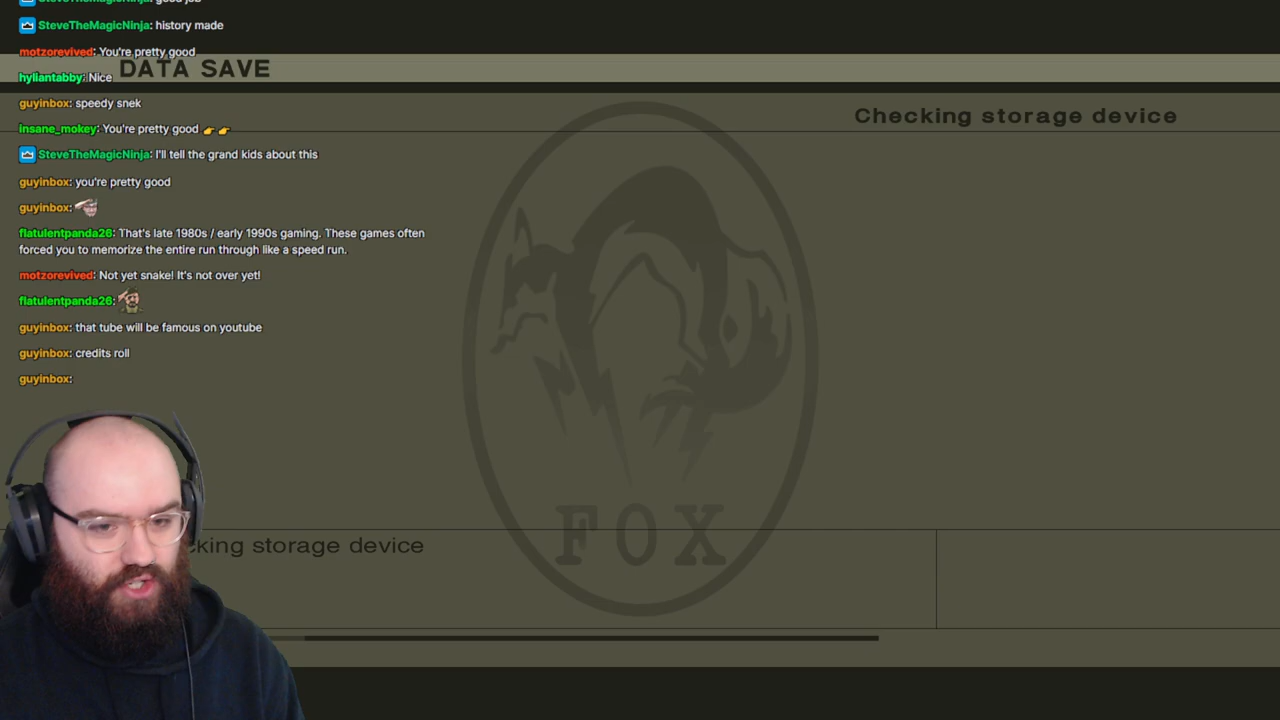 SteveTheMagicNinja: good job
SteveTheMagicNinja: history made
motzorevived: You're pretty good
hyliantabby: Nice
DATA SAVE
guyinbox: speedy snek
Checking storage device
insane_mokey: You're pretty good 👉 👉
SteveTheMagicNinja: I'll tell the grand kids about this
guyinbox: you're pretty good
guyinbox:
flatulentpanda26: That's late 1980s / early 1990s gaming. These games often
forced you to memorize the entire run through like a speed run.
motzorevived: Not yet snake! It's not over yet!
flatulentpanda26:
guyinbox: that tube will be famous on youtube
guyinbox: credits roll
guyinbox:
FOX
cking storage device